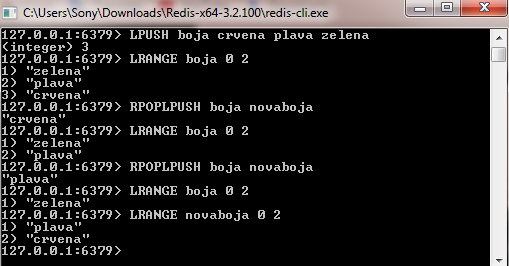 C:\Users\Sony\Downloads\Redis-x64-3.2.100\redis-cli.exe
127.0.0.1:6379> LPUSH boja crvena plava zelena
(integer) 3
127.0.0.1:6379> LRANGE boja 0 2
1) "zelena"
2) "plava"
3) "crvena"
127.0.0.1:6379> RPOPLPUSH boja novaboja
"crvena"
127.0.0.1:6379> LRANGE boja 0 2
1) "zelena"
2) "plava"
127.0.0.1:6379> RPOPLPUSH boja novaboja
"plava"
127.0.0.1:6379> LRANGE boja 0 2
1) "zelena"
127.0.0.1:6379> LRANGE novaboja 0 2
1) "plava"
2) "crvena"
127.0.0.1:6379>